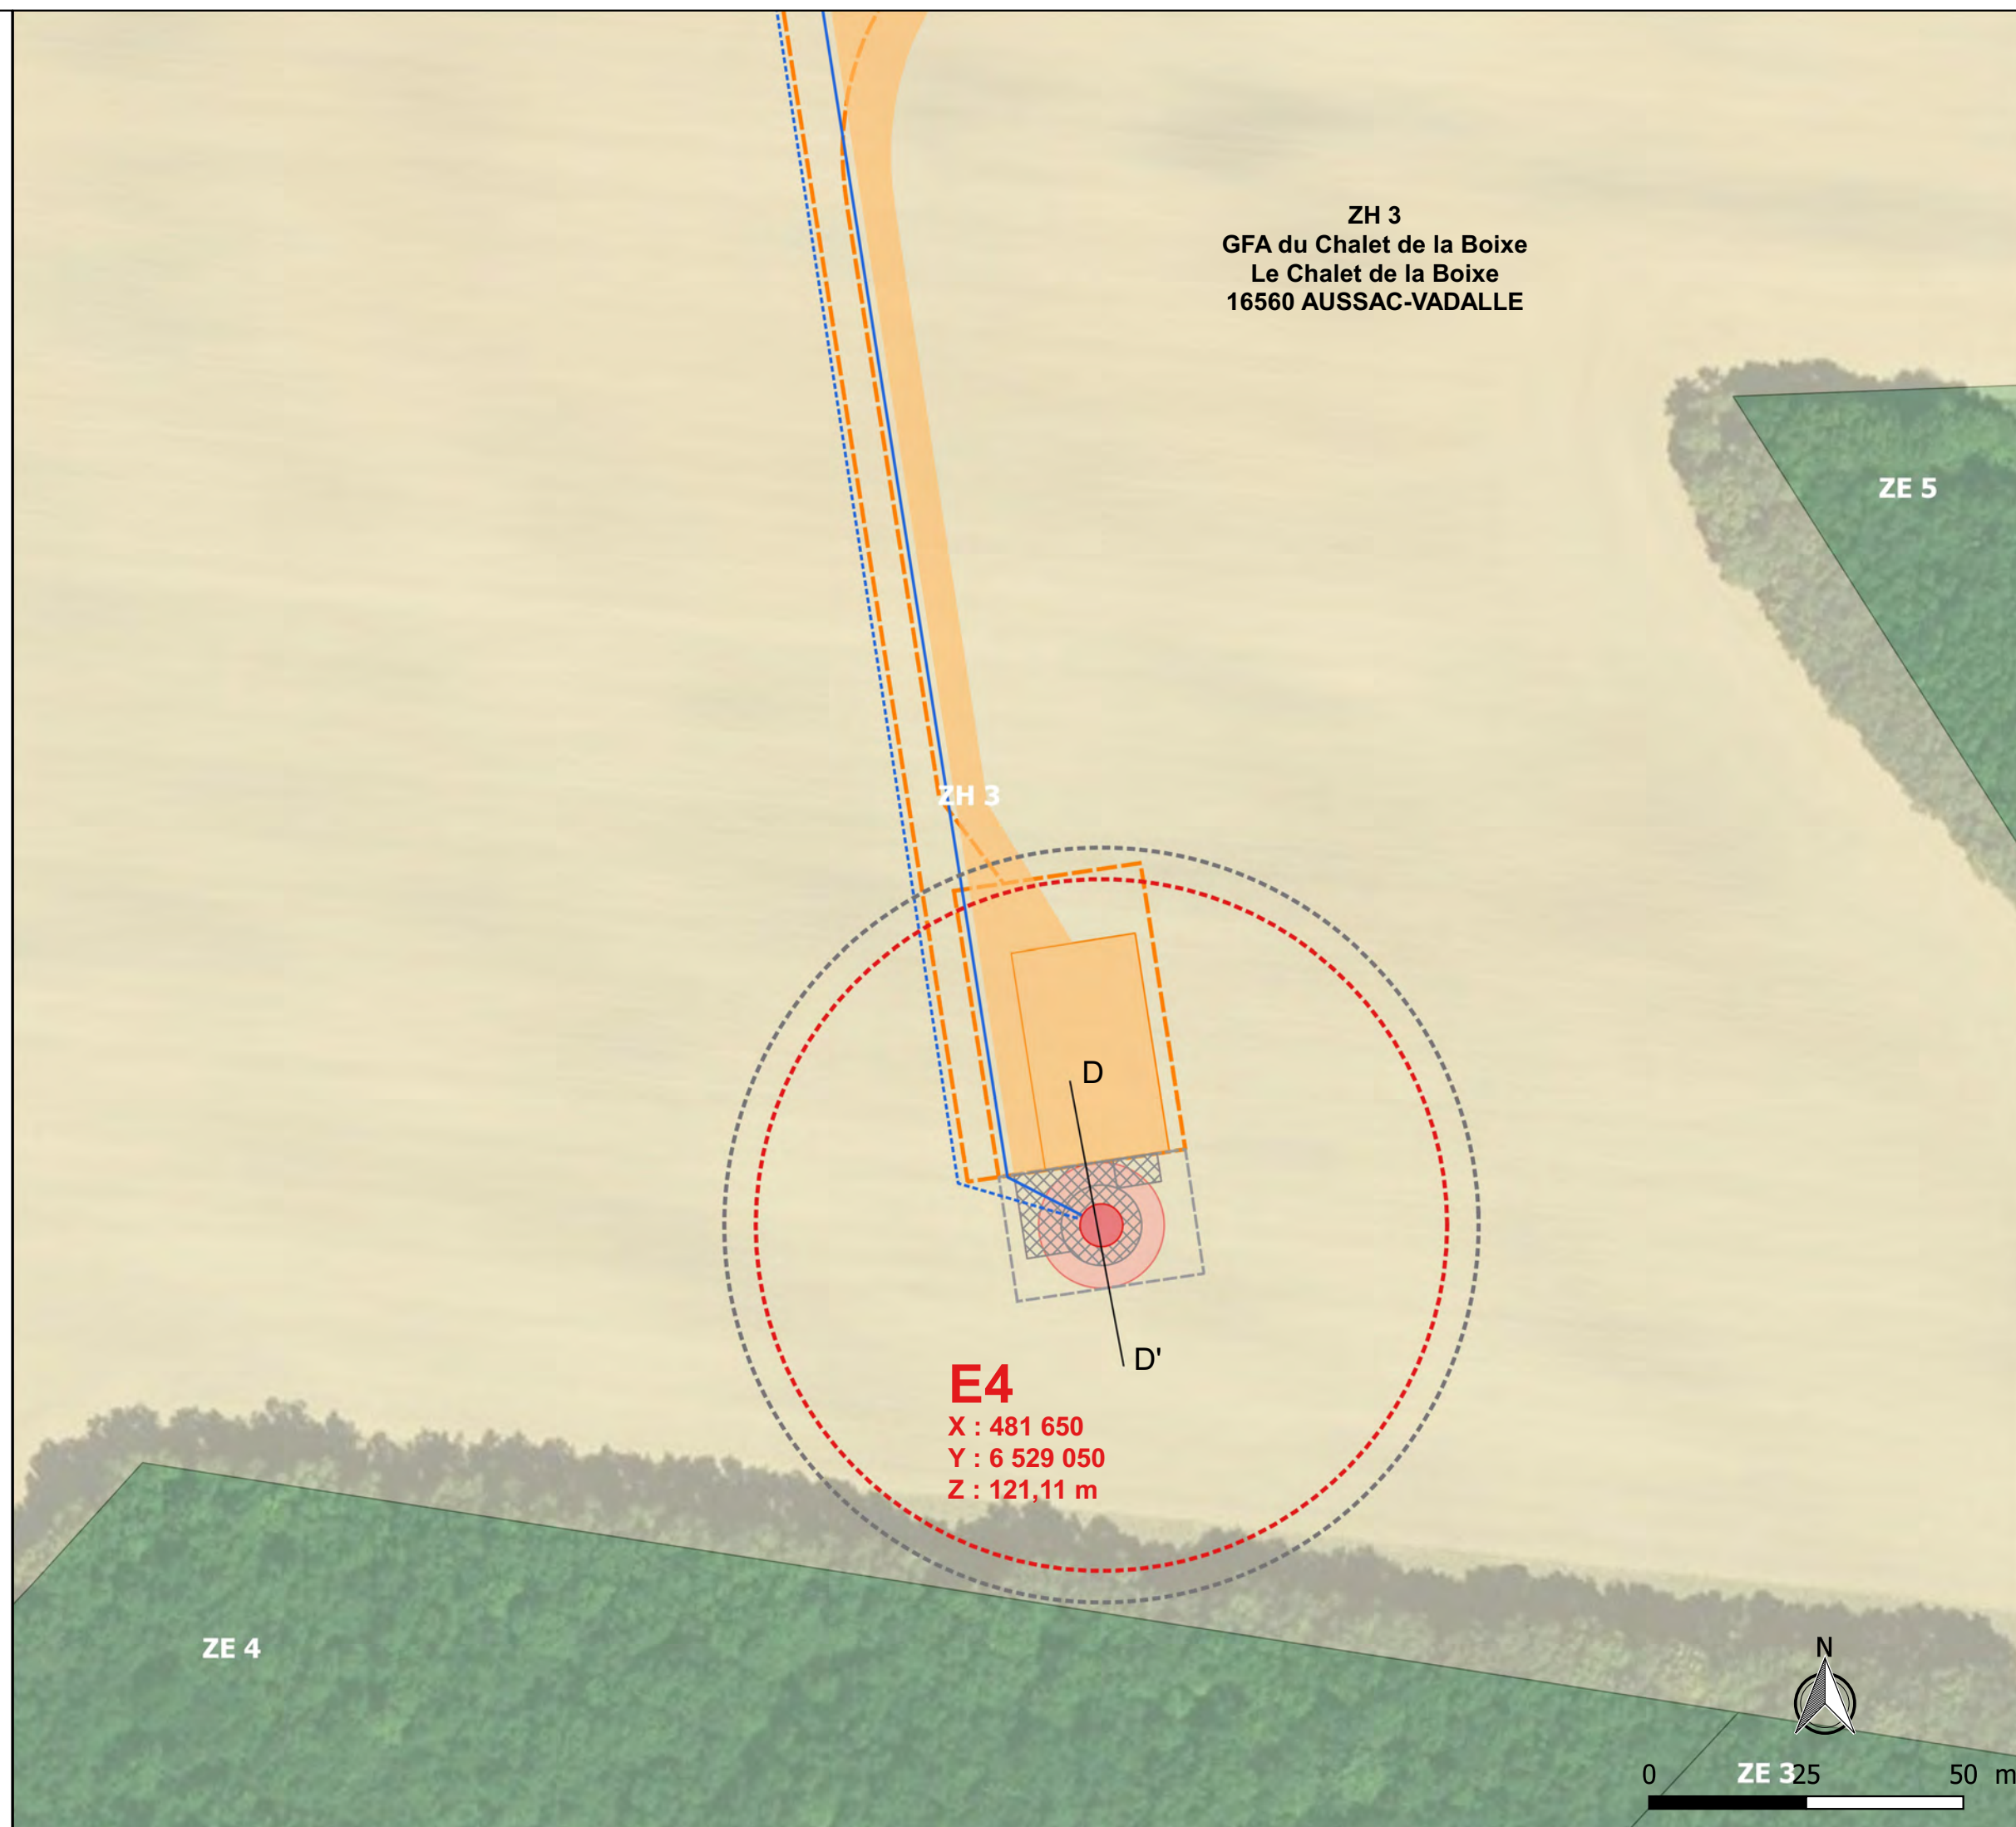 ZH 3
GFA du Chalet de la Boixe
Le Chalet de la Boixe
16560 AUSSAC-VADALLE
ZE 5
ZH 3
D
D'
E4
X : 481 650
Y : 6 529 050
Z : 121,11 m
ZE 4
N
ZE 3
0 25 50 m